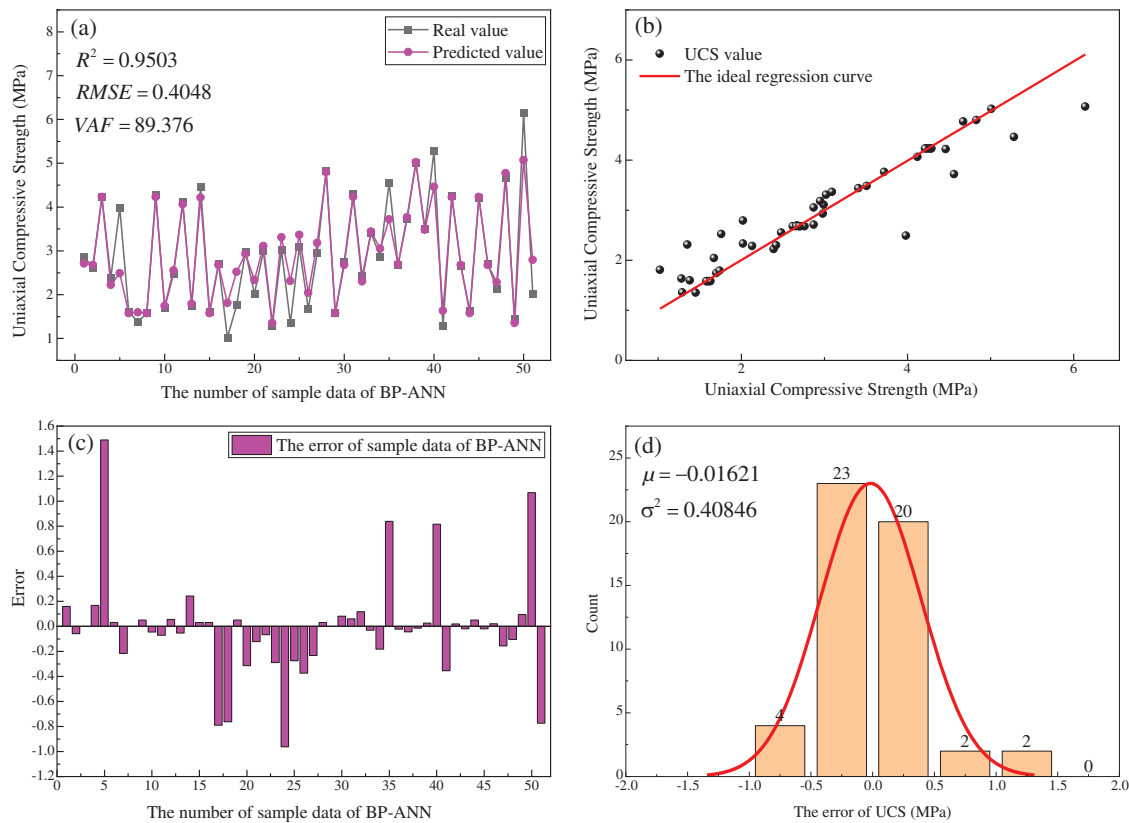 (a)
Real value
Predicted value
R² = 0.9503
RMSE = 0.4048
VAF = 89.376
Uniaxial Compressive Strength (MPa)
8
7
6
5
4
3
2
1
0 10 20 30 40 50
The number of sample data of BP-ANN
(b)
UCS value
The ideal regression curve
Uniaxial Compressive Strength (MPa)
6
4
2
0
2 4 6
Uniaxial Compressive Strength (MPa)
(c)
The error of sample data of BP-ANN
Error
1.6
1.4
1.2
1.0
0.8
0.6
0.4
0.2
0.0
-0.2
-0.4
-0.6
-0.8
-1.0
-1.2
0 5 10 15 20 25 30 35 40 45 50
The number of sample data of BP-ANN
(d)
μ = −0.01621
σ² = 0.40846
Count
25
20
15
10
5
0
4 23 20 2 2 0
-2.0 -1.5 -1.0 -0.5 0.0 0.5 1.0 1.5 2.0
The error of UCS (MPa)